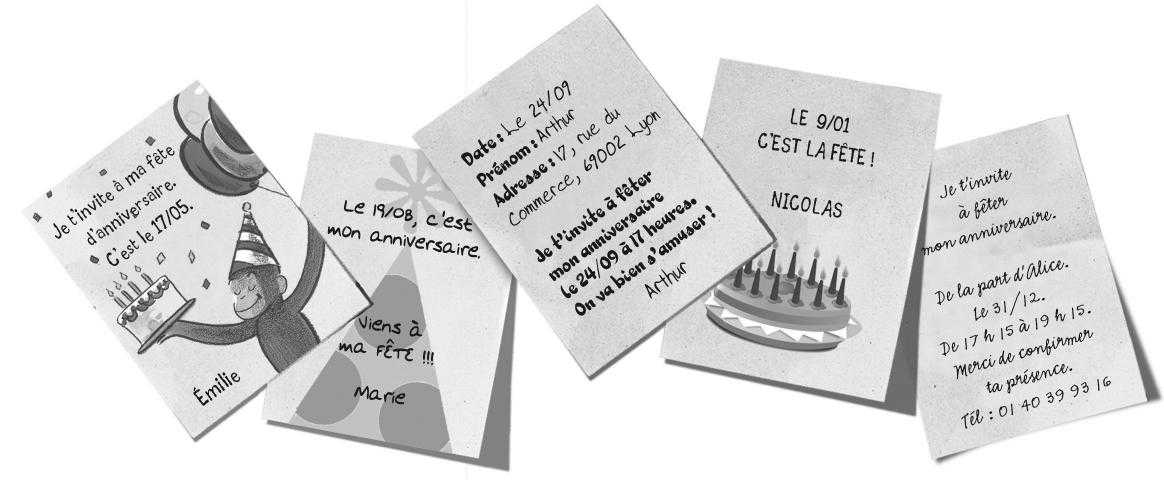 Je t'invite à ma fête
d'anniversaire.
C'est le 17/05.
Émilie
Le 19/08, c'est
mon anniversaire.
Viens à
ma FÊTE !!!
Marie
Date : Le 24/09
Prénom : Arthur
Adresse : 17, rue du
Commerce, 69002 Lyon
Je t'invite à fêter
mon anniversaire
le 24/09 à 17 heures.
On va bien s'amuser !
Arthur
LE 9/01
C'EST LA FÊTE !
NICOLAS
Je t'invite
à fêter
mon anniversaire.
De la part d'Alice.
Le 31/12.
De 17 h 15 à 19 h 15.
Merci de confirmer
ta présence.
Tél : 01 40 39 93 16